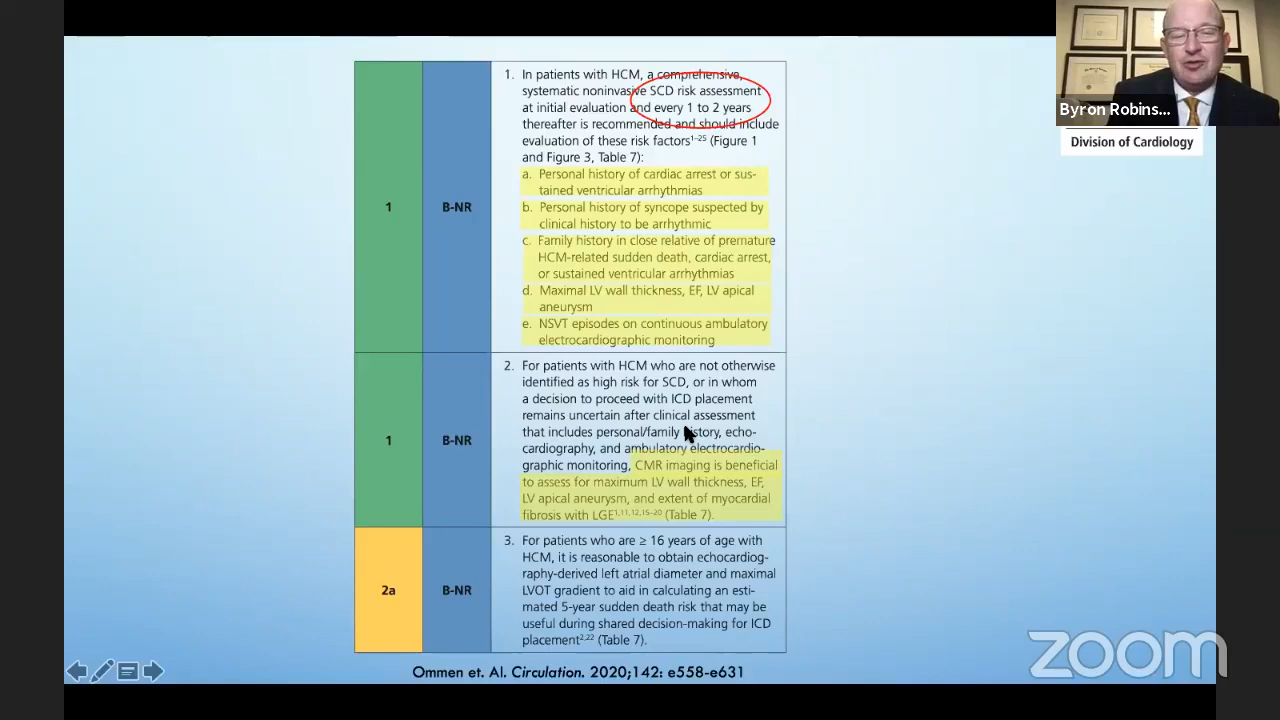 1. In patients with HCM, a comprehensive,
systematic noninvasive SCD risk assessment
at initial evaluation and every 1 to 2 years
thereafter is recommended and should include
evaluation of these risk factors1–25 (Figure 1
and Figure 3, Table 7):
a. Personal history of cardiac arrest or sus-
tained ventricular arrhythmias
b. Personal history of syncope suspected by
clinical history to be arrhythmic
c. Family history in close relative of premature
HCM-related sudden death, cardiac arrest,
or sustained ventricular arrhythmias
d. Maximal LV wall thickness, EF, LV apical
aneurysm
e. NSVT episodes on continuous ambulatory
electrocardiographic monitoring
1
B-NR
2. For patients with HCM who are not otherwise
identified as high risk for SCD, or in whom
a decision to proceed with ICD placement
remains uncertain after clinical assessment
that includes personal/family history, echo-
cardiography, and ambulatory electrocardio-
graphic monitoring, CMR imaging is beneficial
to assess for maximum LV wall thickness, EF,
LV apical aneurysm, and extent of myocardial
fibrosis with LGE1,11,12,15–20 (Table 7).
1
B-NR
3. For patients who are ≥ 16 years of age with
HCM, it is reasonable to obtain echocardiog-
raphy-derived left atrial diameter and maximal
LVOT gradient to aid in calculating an esti-
mated 5-year sudden death risk that may be
useful during shared decision-making for ICD
placement2,22 (Table 7).
2a
B-NR
Ommen et. Al. Circulation. 2020;142: e558-e631
Byron Robins...
Division of Cardiology
zoom